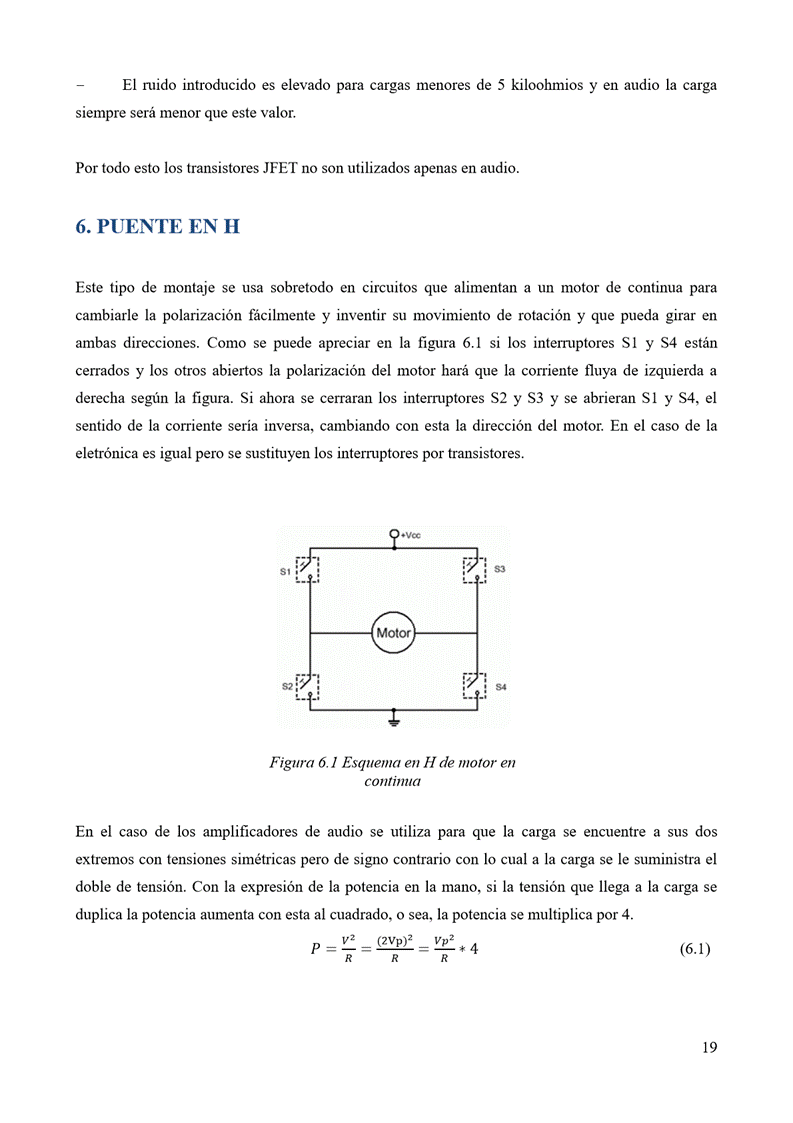 – El ruido introducido es elevado para cargas menores de 5 kiloohmios y en audio la carga
siempre será menor que este valor.
Por todo esto los transistores JFET no son utilizados apenas en audio.
6. PUENTE EN H
Este tipo de montaje se usa sobretodo en circuitos que alimentan a un motor de continua para
cambiarle la polarización fácilmente y inventir su movimiento de rotación y que pueda girar en
ambas direcciones. Como se puede apreciar en la figura 6.1 si los interruptores S1 y S4 están
cerrados y los otros abiertos la polarización del motor hará que la corriente fluya de izquierda a
derecha según la figura. Si ahora se cerraran los interruptores S2 y S3 y se abrieran S1 y S4, el
sentido de la corriente sería inversa, cambiando con esta la dirección del motor. En el caso de la
eletrónica es igual pero se sustituyen los interruptores por transistores.
+Vcc
S1
S3
Motor
S2
S4
Figura 6.1 Esquema en H de motor en
continua
En el caso de los amplificadores de audio se utiliza para que la carga se encuentre a sus dos
extremos con tensiones simétricas pero de signo contrario con lo cual a la carga se le suministra el
doble de tensión. Con la expresión de la potencia en la mano, si la tensión que llega a la carga se
duplica la potencia aumenta con esta al cuadrado, o sea, la potencia se multiplica por 4.
P = V²/R = (2Vp)²/R = Vp²/R * 4 (6.1)
19